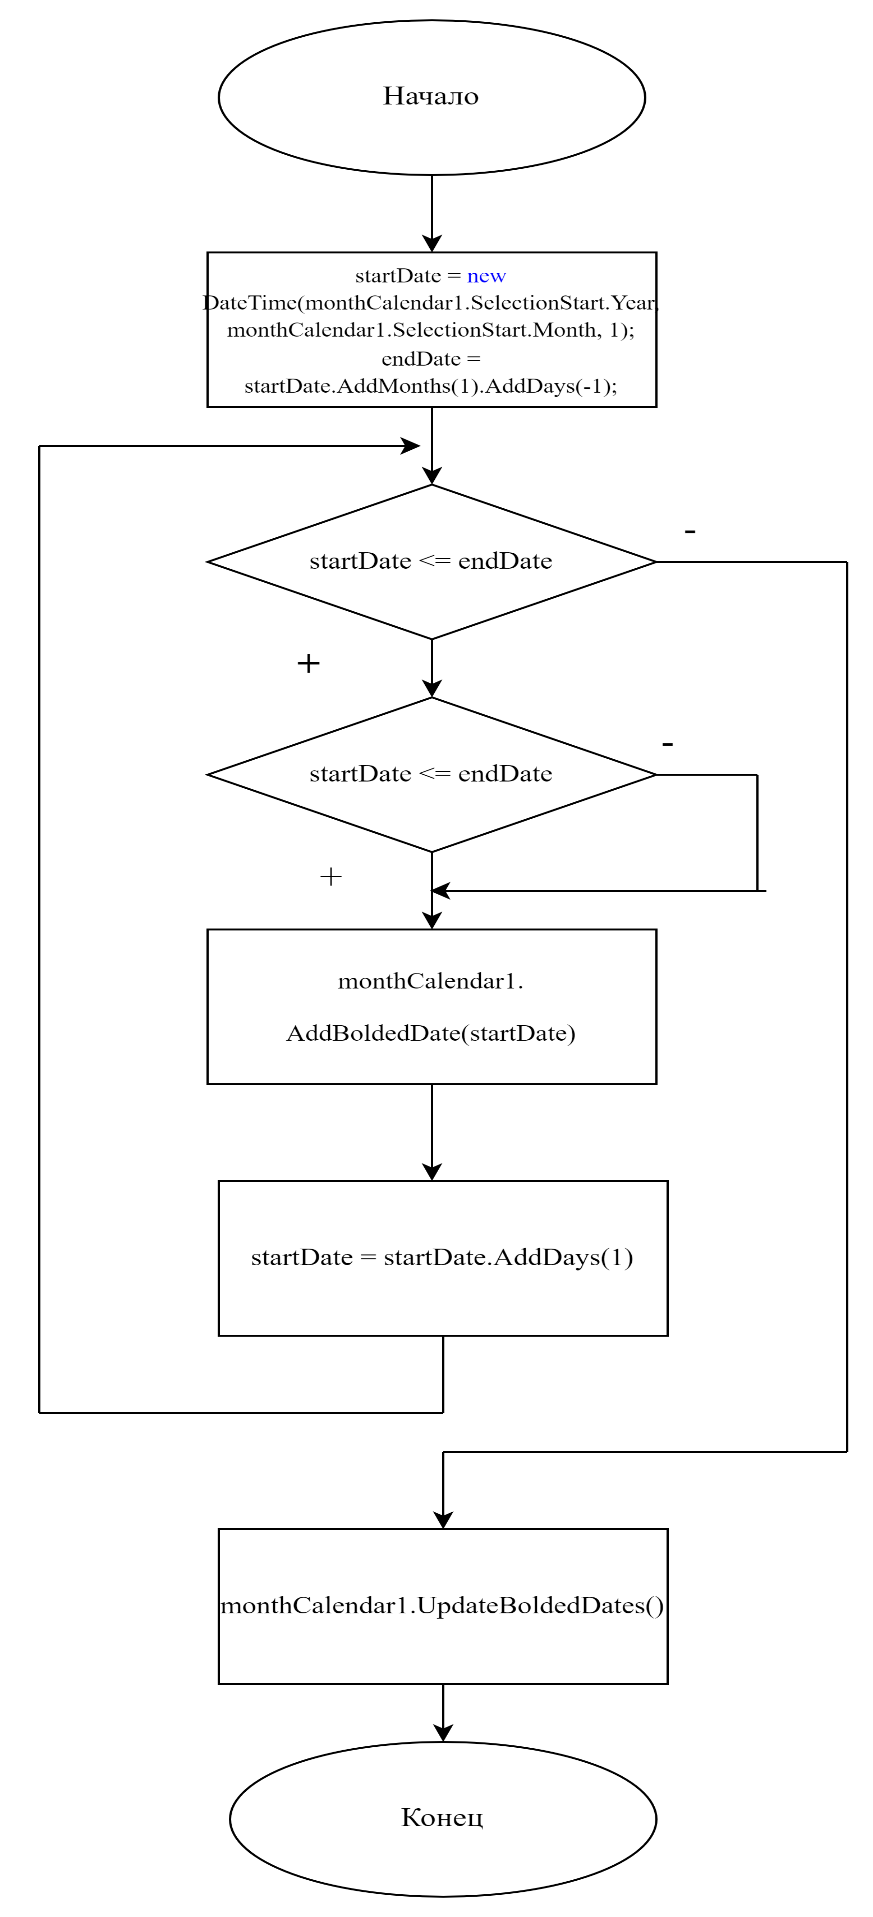 Начало
startDate = new
DateTime(monthCalendar1.SelectionStart.Year,
monthCalendar1.SelectionStart.Month, 1);
endDate =
startDate.AddMonths(1).AddDays(-1);
startDate <= endDate
-
+
startDate <= endDate
-
+
monthCalendar1.
AddBoldedDate(startDate)
startDate = startDate.AddDays(1)
monthCalendar1.UpdateBoldedDates()
Конец